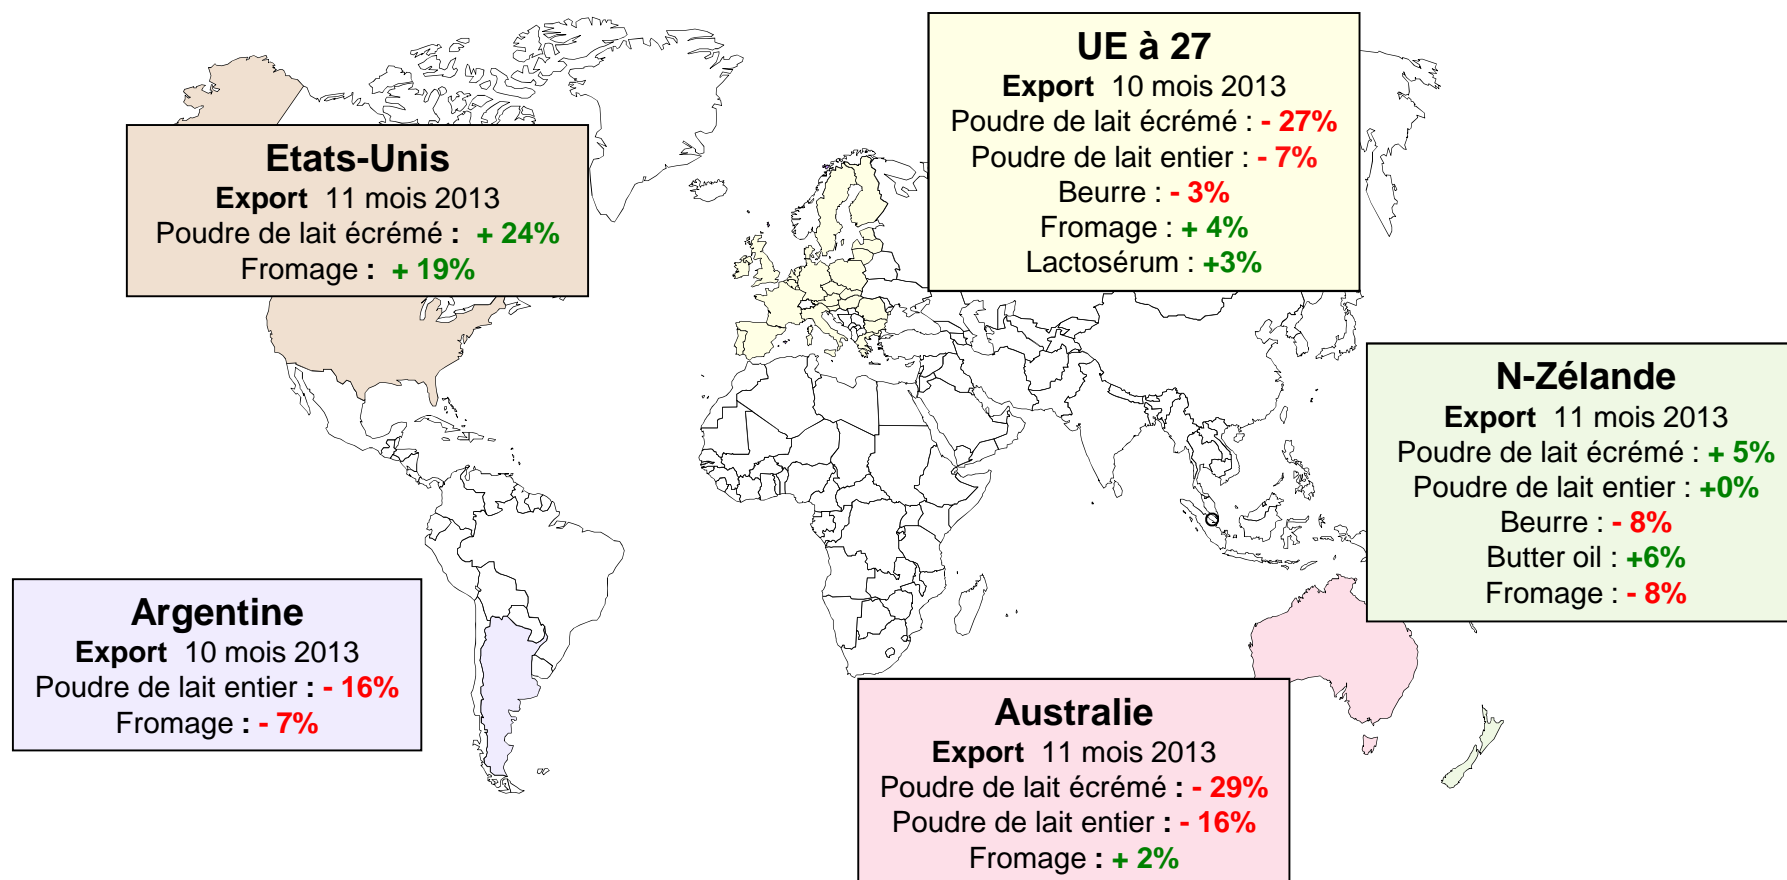 UE à 27
Export 10 mois 2013
Poudre de lait écrémé : - 27%
Poudre de lait entier : - 7%
Beurre : - 3%
Fromage : + 4%
Lactosérum : +3%
Etats-Unis
Export 11 mois 2013
Poudre de lait écrémé : + 24%
Fromage : + 19%
N-Zélande
Export 11 mois 2013
Poudre de lait écrémé : + 5%
Poudre de lait entier : +0%
Beurre : - 8%
Butter oil : +6%
Fromage : - 8%
Argentine
Export 10 mois 2013
Poudre de lait entier : - 16%
Fromage : - 7%
Australie
Export 11 mois 2013
Poudre de lait écrémé : - 29%
Poudre de lait entier : - 16%
Fromage : + 2%